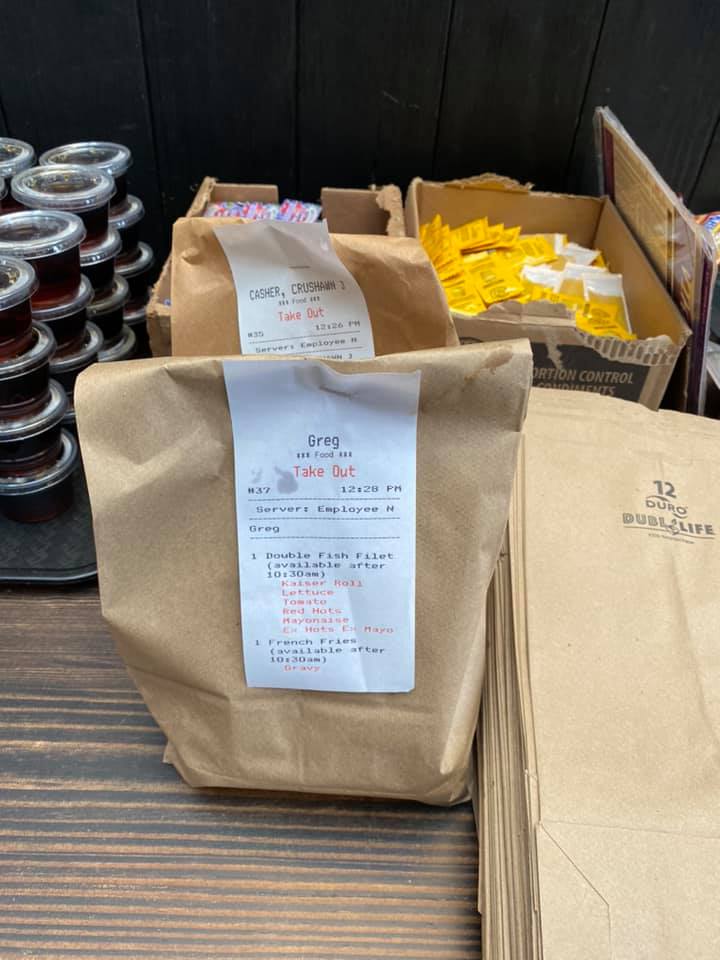 CASHER, CRUSHAWN J
*** Food ***
Take Out
#35 12:26 PM
Server: Employee N
Greg
*** Food ***
Take Out
#37 12:28 PM
Server: Employee N
Greg
1 Double Fish Filet
(available after
10:30am)
Kaiser Roll
Lettuce
Tomato
Red Hots
Mayonaise
Ex Hots Ex Mayo
1 French Fries
(available after
10:30am)
Gravy
PORTION CONTROL
CONDIMENTS
12
DURO
DUBL LIFE